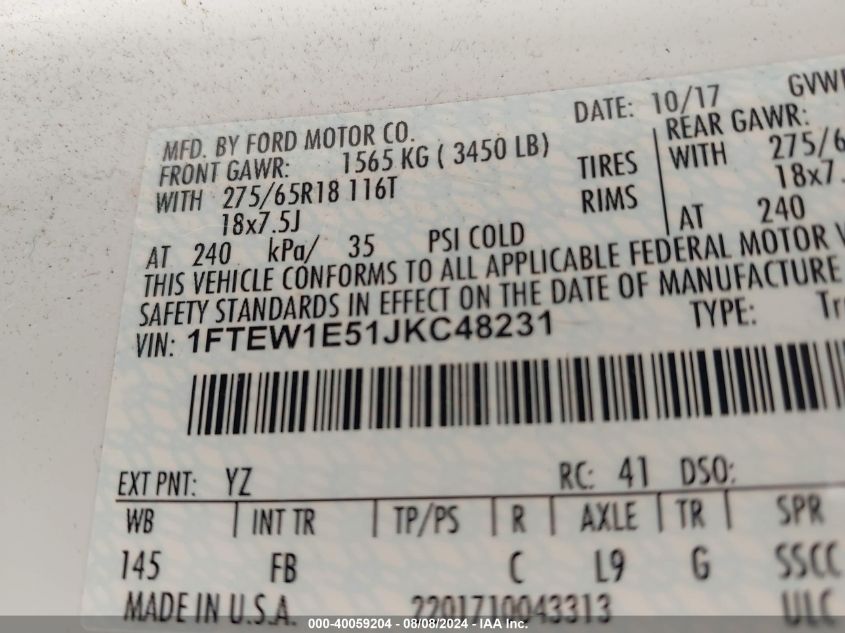 DATE: 10/17 GVW
MFD. BY FORD MOTOR CO.
FRONT GAWR: 1565 KG ( 3450 LB)
REAR GAWR:
WITH 275/65R18 116T TIRES
WITH 275/6
18x7.5J RIMS
18x7.
AT 240 kPa/ 35 PSI COLD
AT 240
THIS VEHICLE CONFORMS TO ALL APPLICABLE FEDERAL MOTOR V
SAFETY STANDARDS IN EFFECT ON THE DATE OF MANUFACTURE
VIN: 1FTEW1E51JKC48231 TYPE: Tr
EXT PNT: YZ RC: 41 DSO:
WB INT TR TP/PS R AXLE TR SPR
145 FB C L9 G SSCC
MADE IN U.S.A. 2201710043313 ULC
000-40059204 - 08/08/2024 - IAA Inc.